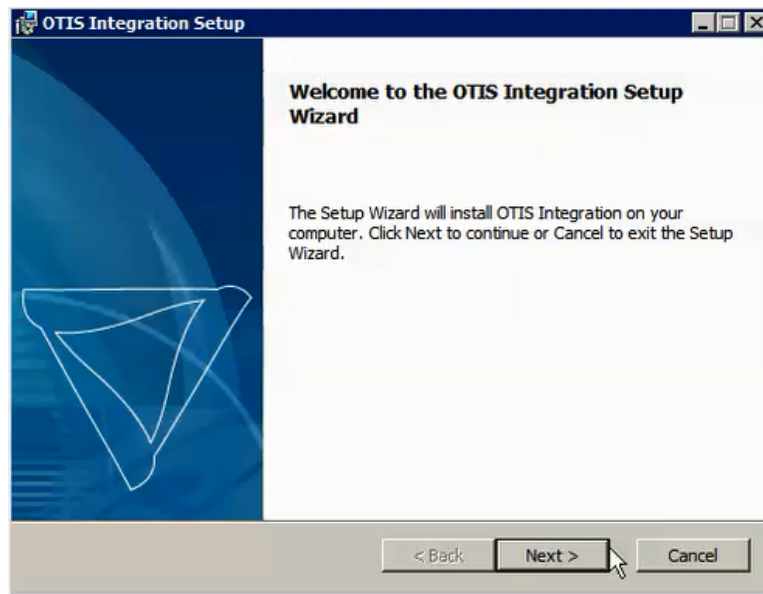 OTIS Integration Setup
Welcome to the OTIS Integration Setup
Wizard
The Setup Wizard will install OTIS Integration on your
computer. Click Next to continue or Cancel to exit the Setup
Wizard.
< Back
Next >
Cancel